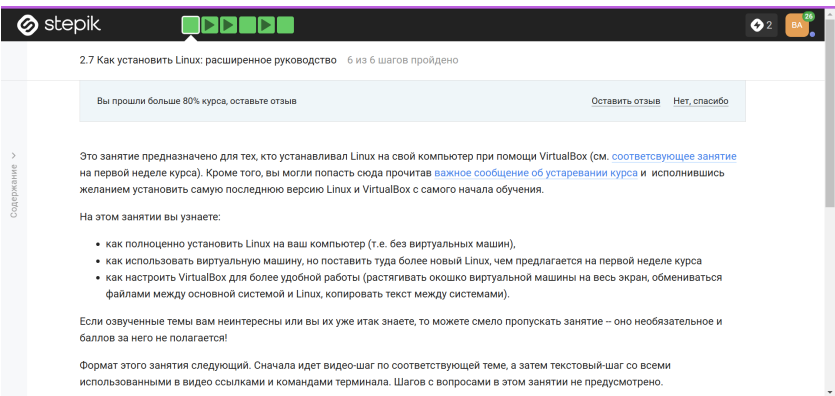 stepik
2
26
BA
2.7 Как установить Linux: расширенное руководство 6 из 6 шагов пройдено
Вы прошли больше 80% курса, оставьте отзыв Оставить отзыв Нет, спасибо
Содержание
Это занятие предназначено для тех, кто устанавливал Linux на свой компьютер при помощи VirtualBox (см. соответсвующее занятие
на первой неделе курса). Кроме того, вы могли попасть сюда прочитав важное сообщение об устаревании курса и исполнившись
желанием установить самую последнюю версию Linux и VirtualBox с самого начала обучения.
На этом занятии вы узнаете:
• как полноценно установить Linux на ваш компьютер (т.е. без виртуальных машин),
• как использовать виртуальную машину, но поставить туда более новый Linux, чем предлагается на первой неделе курса
• как настроить VirtualBox для более удобной работы (растягивать окошко виртуальной машины на весь экран, обмениваться
файлами между основной системой и Linux, копировать текст между системами).
Если озвученные темы вам неинтересны или вы их уже итак знаете, то можете смело пропускать занятие -- оно необязательное и
баллов за него не полагается!
Формат этого занятия следующий. Сначала идет видео-шаг по соответствующей теме, а затем текстовый-шаг со всеми
использованными в видео ссылками и командами терминала. Шагов с вопросами в этом занятии не предусмотрено.